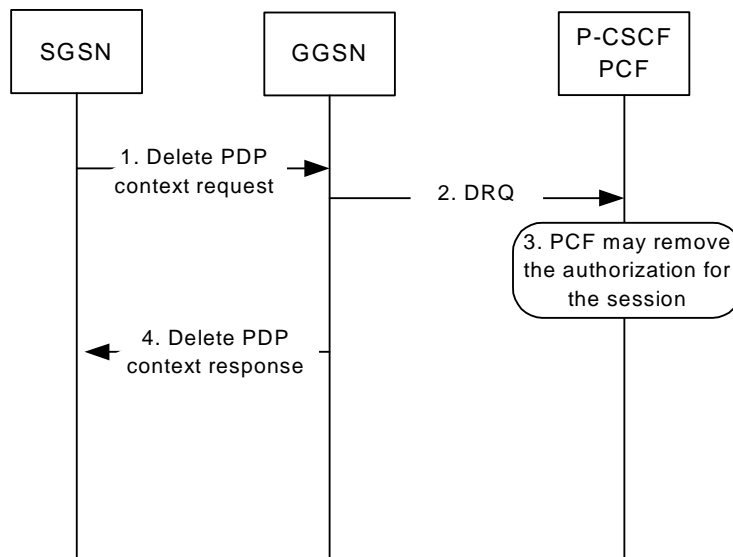 SGSN
GGSN
P-CSCF
PCF
1. Delete PDP
context request
2. DRQ
3. PCF may remove
the authorization for
the session
4. Delete PDP
context response